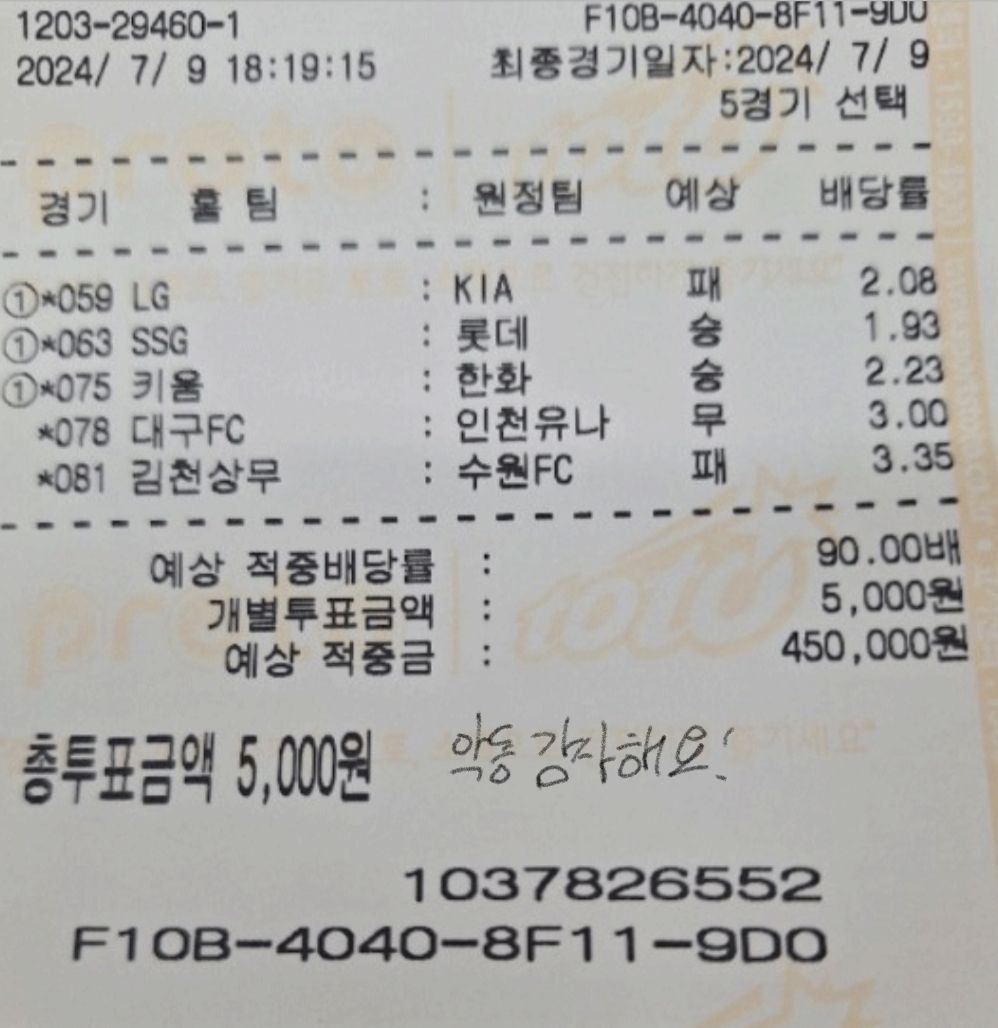 1203-29460-1 F10B-4040-8F11-9D0
2024/ 7/ 9 18:19:15 최종경기일자:2024/ 7/ 9
5경기 선택
경기 홈 팀 : 원정팀 예상 배당률
①*059 LG : KIA 패 2.08
①*063 SSG : 롯데 승 1.93
①*075 키움 : 한화 승 2.23
*078 대구FC : 인천유나 무 3.00
*081 김천상무 : 수원FC 패 3.35
예상 적중배당률 : 90.00배
개별투표금액 : 5,000원
예상 적중금 : 450,000원
총투표금액 5,000원 악동 감자해요!
1037826552
F10B-4040-8F11-9D0
proto toto